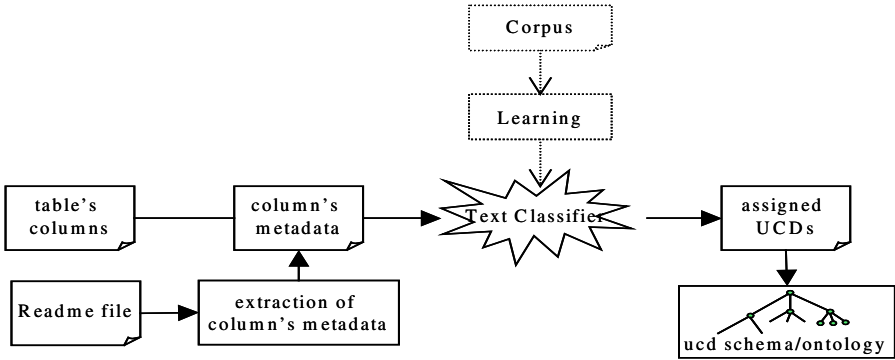 Corpus
Learning
table's
columns
column's
metadata
Text Classifier
assigned
UCDs
Readme file
extraction of
column's metadata
ucd schema/ontology